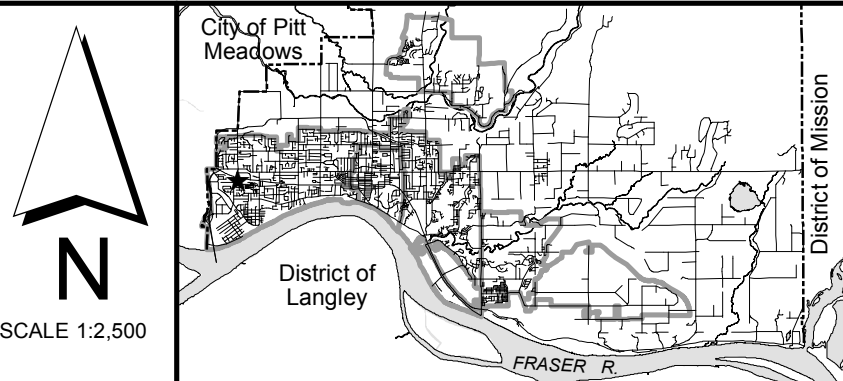 N
SCALE 1:2,500
City of Pitt
Meadows
District of
Langley
FRASER R.
District of Mission